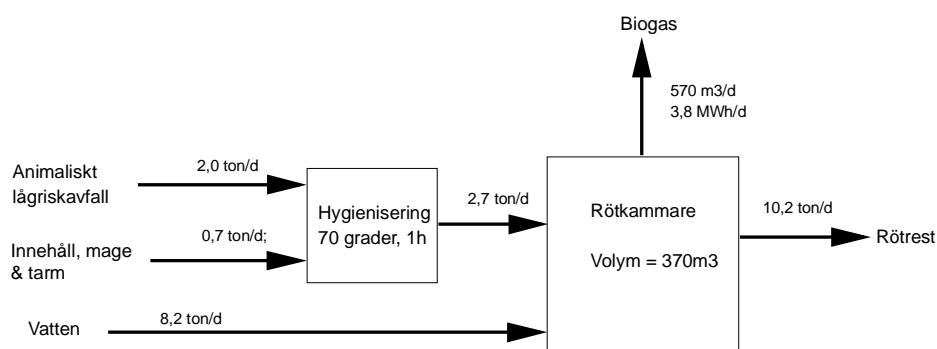 Biogas
570 m3/d
3,8 MWh/d
Animaliskt
lågriskavfall
2,0 ton/d
Hygienisering
70 grader, 1h
2,7 ton/d
Rötkammare
Volym = 370m3
10,2 ton/d
Rötrest
Innehåll, mage
& tarm
0,7 ton/d;
Vatten
8,2 ton/d